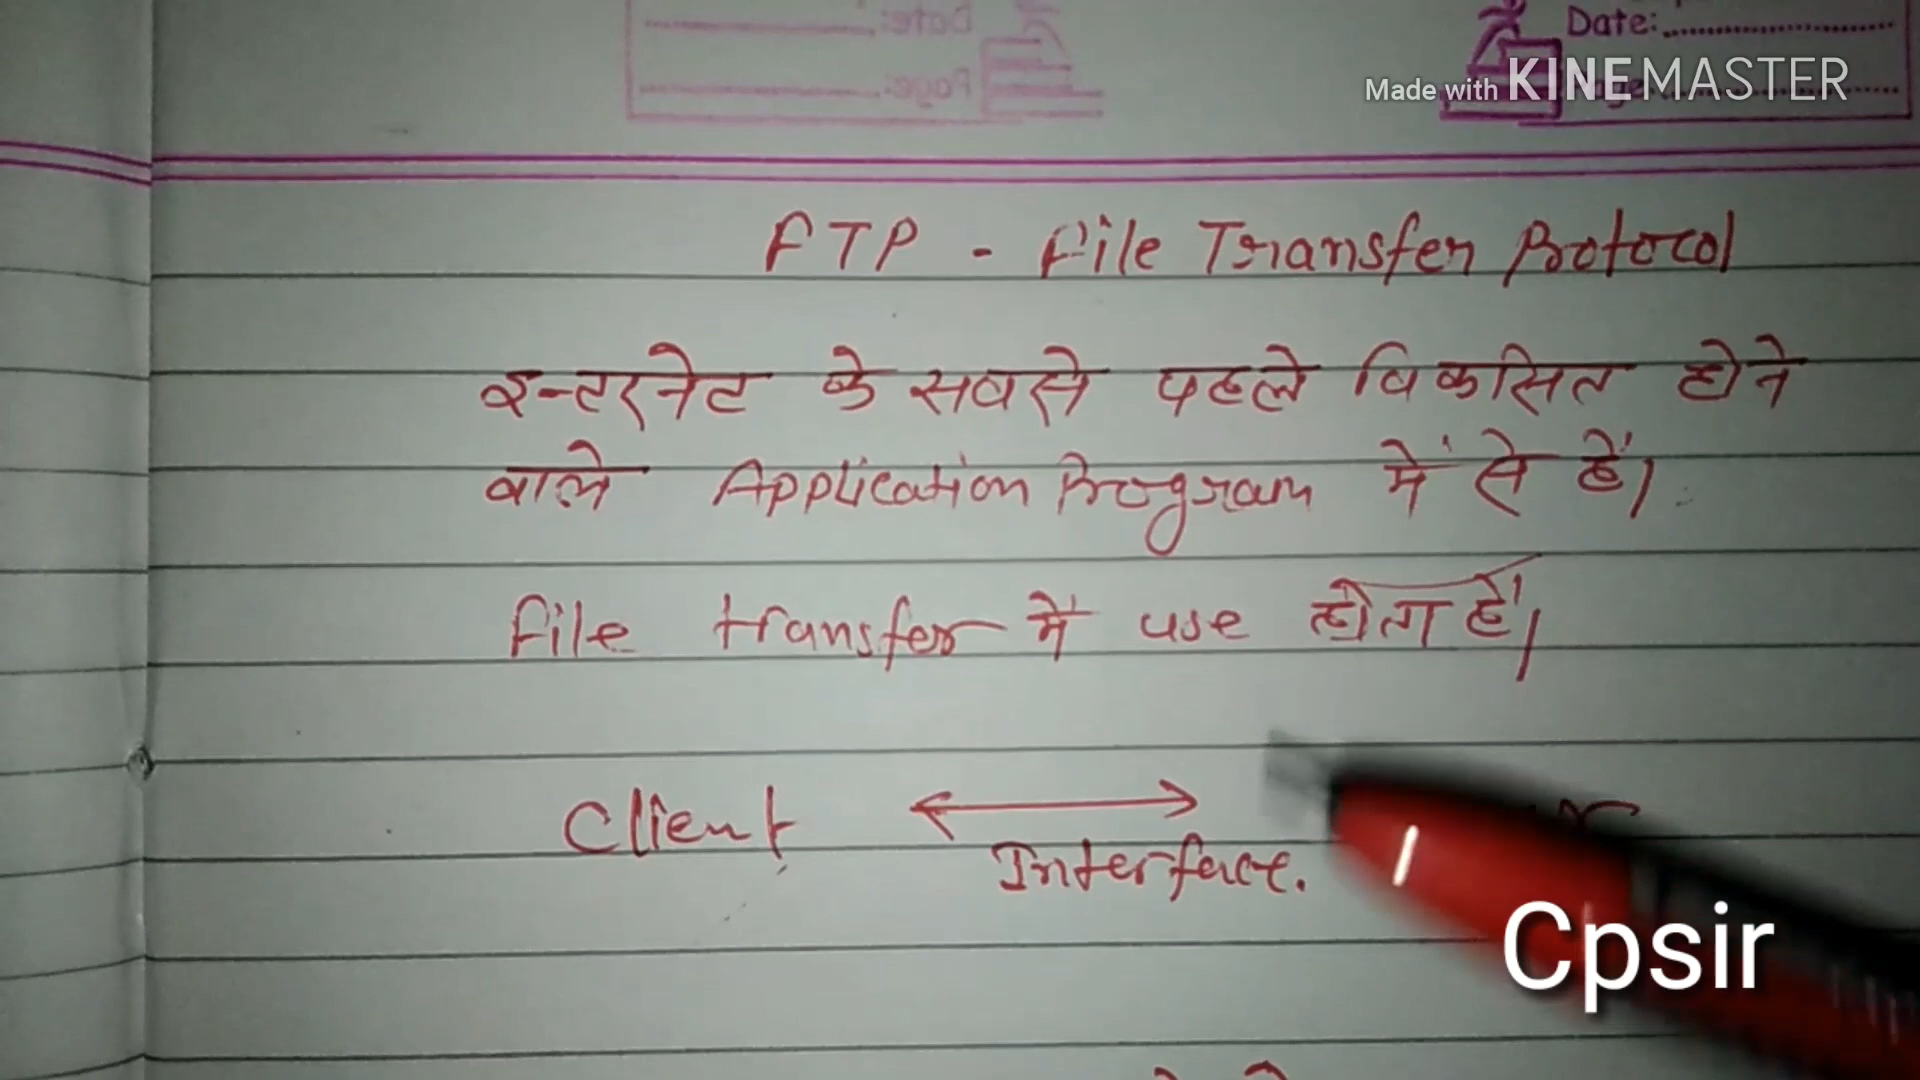 Date:
Made with KINEMASTER
FTP - File Transfer Protocol
इन्टरनेट के सबसे पहले विकसित होने
वाले Application Program में से हैं।
File transfer में use होता हैं।
Client
Interface.
Cpsir